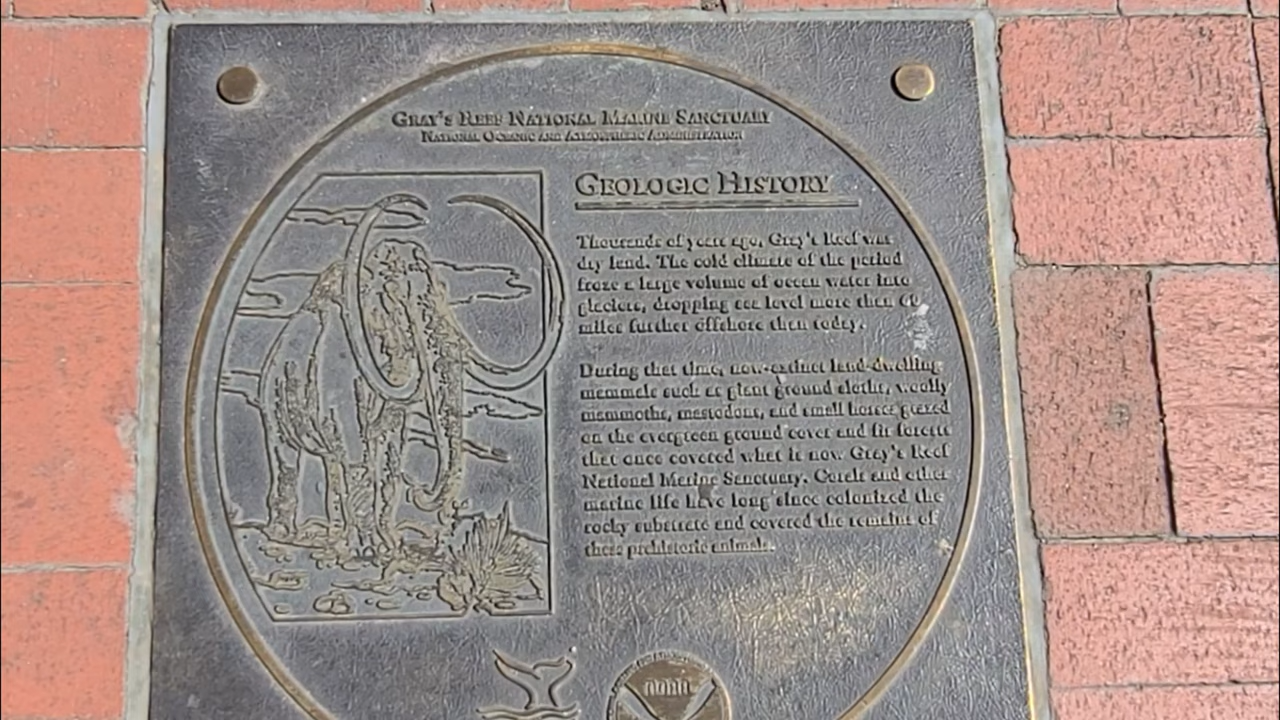 GRAY'S REEF NATIONAL MARINE SANCTUARY
NATIONAL OCEANIC AND ATMOSPHERIC ADMINISTRATION
GEOLOGIC HISTORY
Thousands of years ago, Gray's Reef was
dry land. The cold climate of the period
froze a large volume of ocean water into
glaciers, dropping sea level more than 60
miles further offshore than today.
During that time, now-extinct land-dwelling
mammals such as giant ground sloths, woolly
mammoths, mastodons, and small horses grazed
on the evergreen ground cover and fir forests
that once covered what is now Gray's Reef
National Marine Sanctuary. Corals and other
marine life have long since colonized the
rocky substrate and covered the remains of
these prehistoric animals.
NOAA